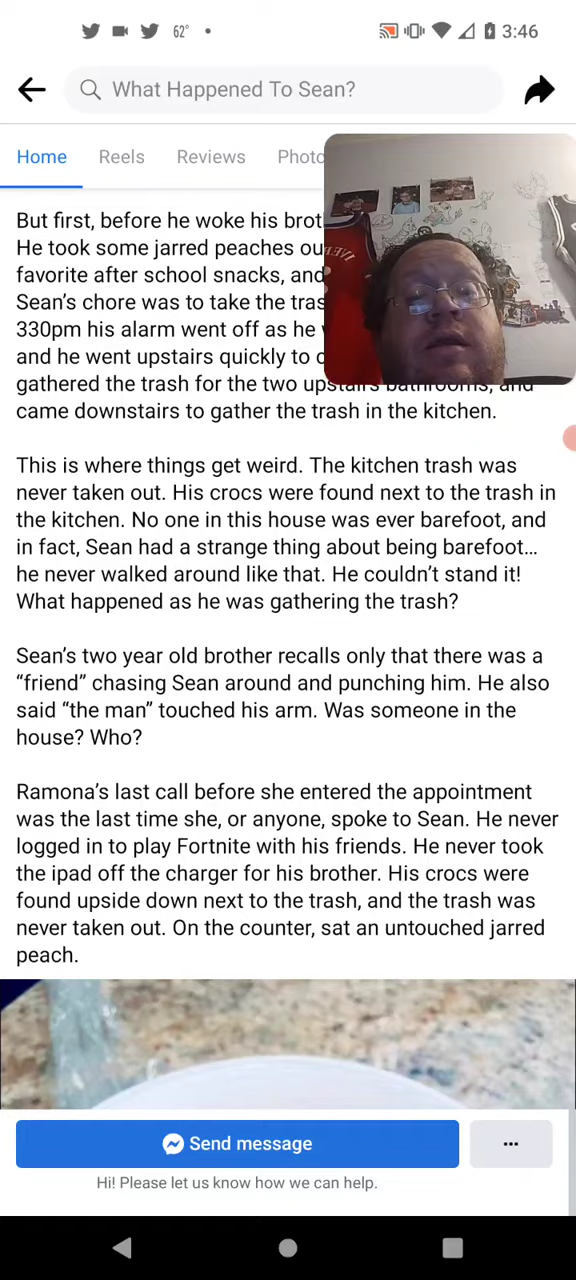 62° 3:46
What Happened To Sean?
Home Reels Reviews Photo
But first, before he woke his brot
He took some jarred peaches ou
favorite after school snacks, and
Sean’s chore was to take the tras
330pm his alarm went off as he
and he went upstairs quickly to
gathered the trash for the two upstairs bathrooms, and
came downstairs to gather the trash in the kitchen.
This is where things get weird. The kitchen trash was
never taken out. His crocs were found next to the trash in
the kitchen. No one in this house was ever barefoot, and
in fact, Sean had a strange thing about being barefoot…
he never walked around like that. He couldn’t stand it!
What happened as he was gathering the trash?
Sean’s two year old brother recalls only that there was a
“friend” chasing Sean around and punching him. He also
said “the man” touched his arm. Was someone in the
house? Who?
Ramona’s last call before she entered the appointment
was the last time she, or anyone, spoke to Sean. He never
logged in to play Fortnite with his friends. He never took
the ipad off the charger for his brother. His crocs were
found upside down next to the trash, and the trash was
never taken out. On the counter, sat an untouched jarred
peach.
Send message
Hi! Please let us know how we can help.